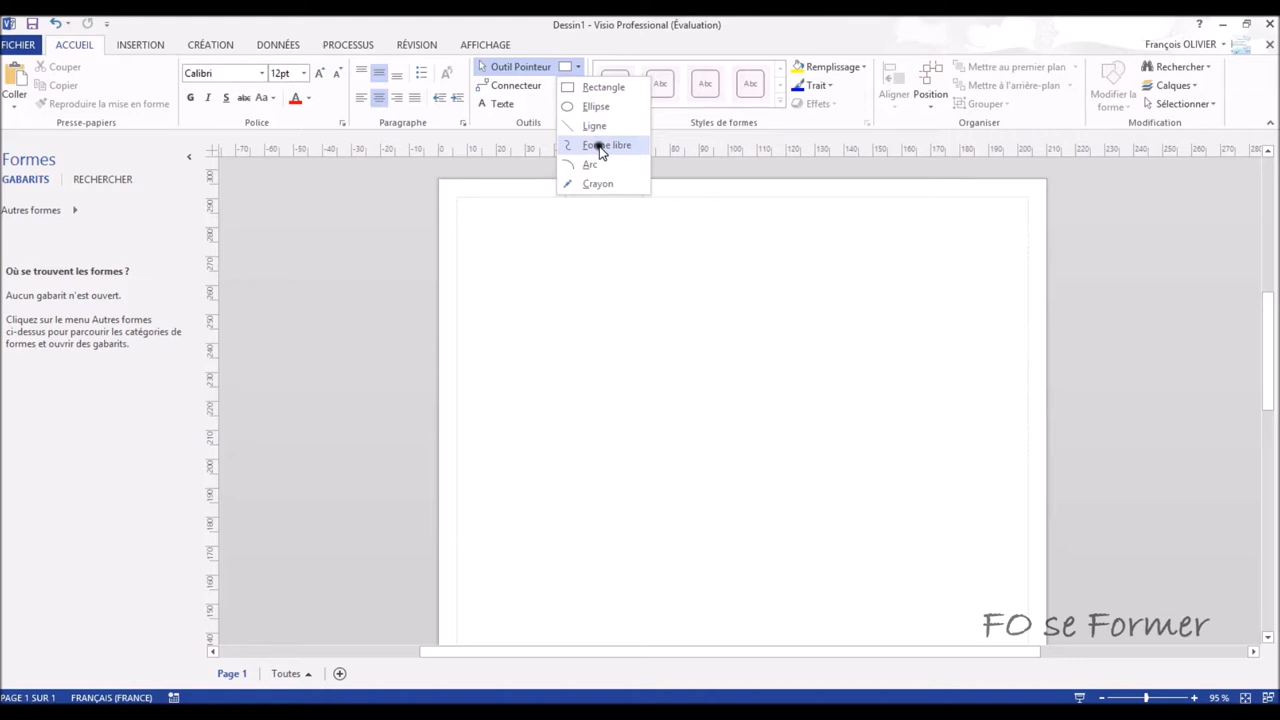 Dessin1 - Visio Professional (Évaluation)
FICHIER ACCUEIL INSERTION CRÉATION DONNÉES PROCESSUS RÉVISION AFFICHAGE François OLIVIER
Coller
Couper
Copier
Reproduire la mise en forme
Presse-papiers
Calibri 12pt
Police
Paragraphe
Outil Pointeur
Connecteur
Texte
Outils
Rectangle
Ellipse
Ligne
Forme libre
Arc
Crayon
Abc Abc Abc
Styles de formes
Remplissage
Trait
Effets
Aligner
Position
Mettre au premier plan
Mettre à l'arrière-plan
Grouper
Organiser
Modifier la forme
Rechercher
Calques
Sélectionner
Modification
Formes
GABARITS RECHERCHER
Autres formes
Où se trouvent les formes ?
Aucun gabarit n'est ouvert.
Cliquez sur le menu Autres formes
ci-dessus pour parcourir les catégories de
formes et ouvrir des gabarits.
FO se Former
Page 1 Toutes
PAGE 1 SUR 1 FRANÇAIS (FRANCE) 95 %